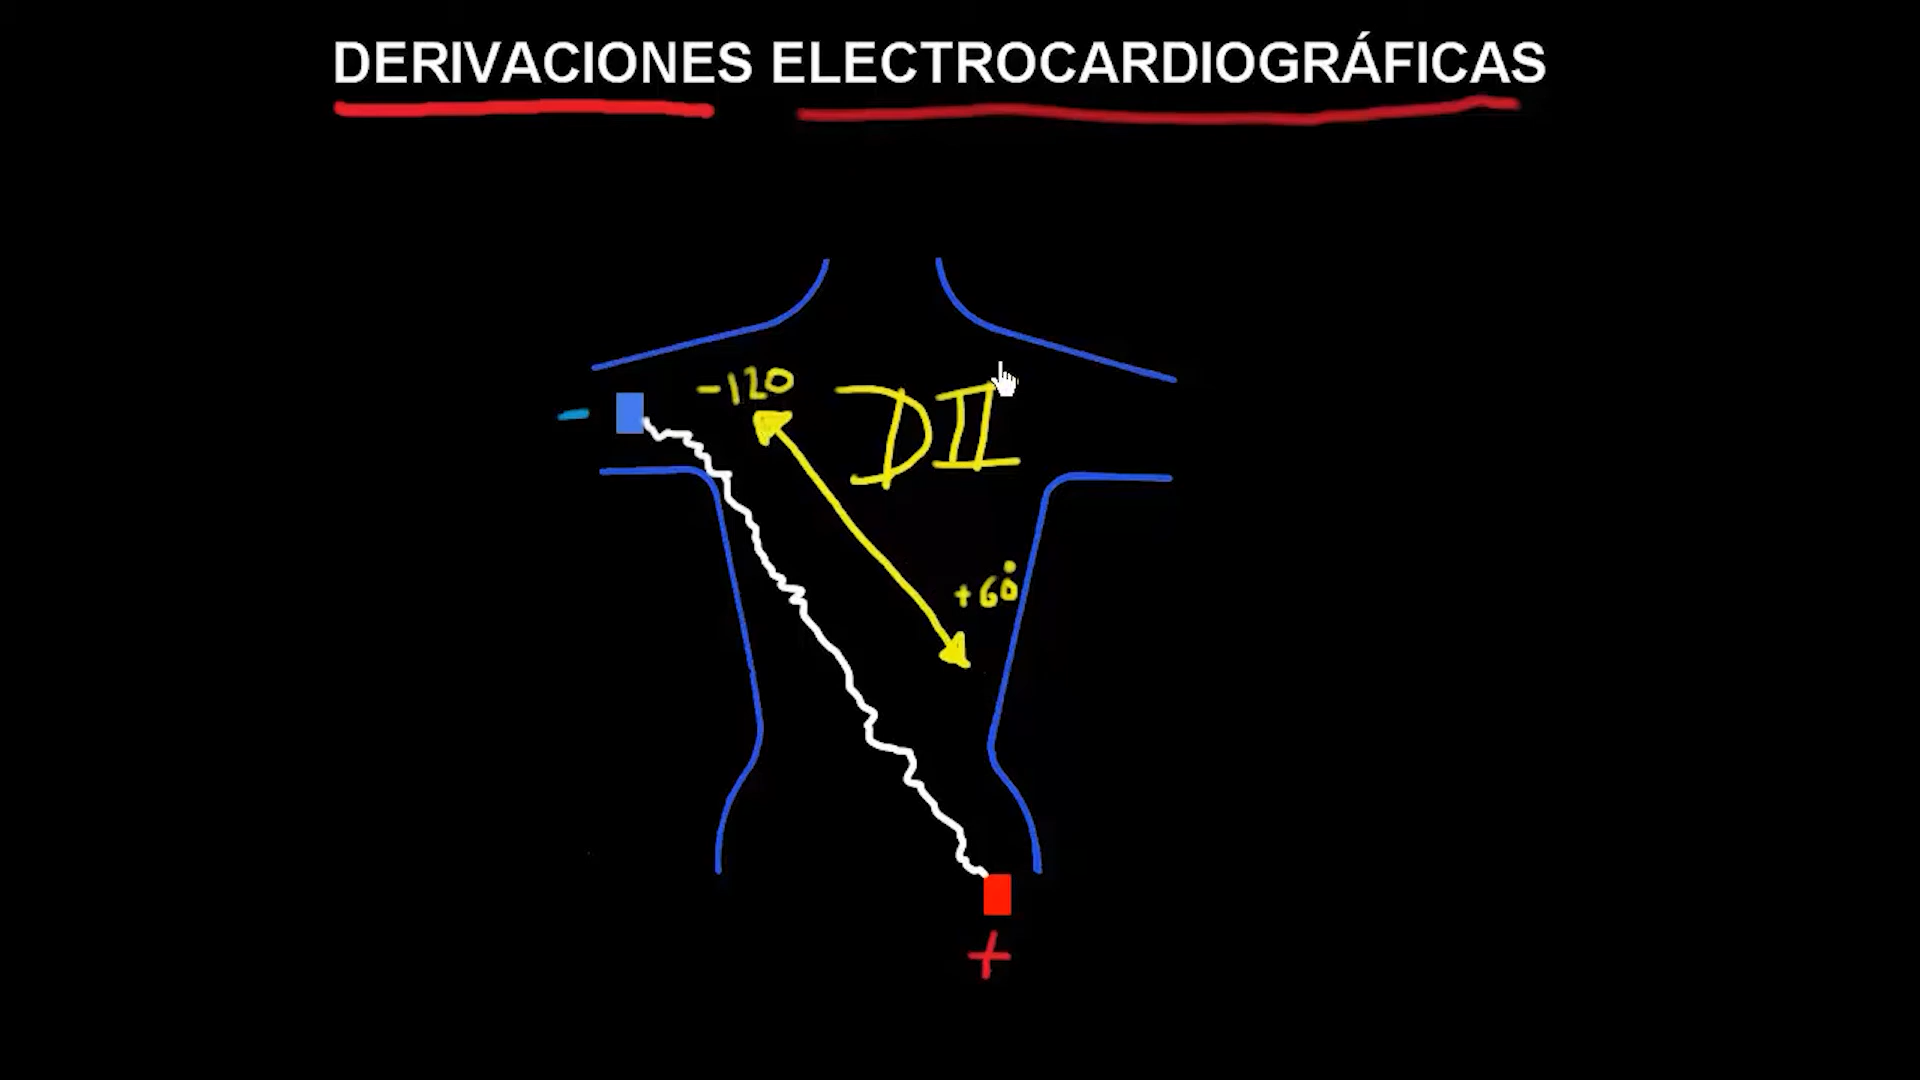 DERIVACIONES ELECTROCARDIOGRÁFICAS
-120
DII
-
+60°
+